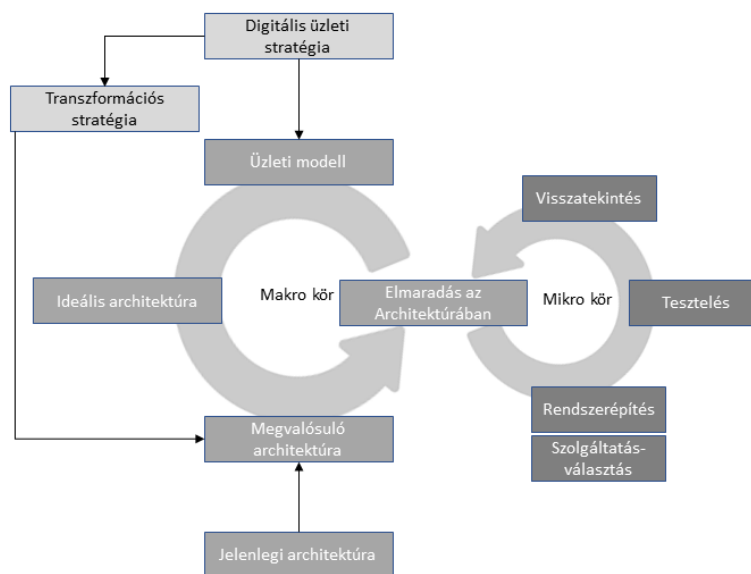 Digitális üzleti
stratégia
Transzformációs
stratégia
Üzleti modell
Visszatekintés
Ideális architektúra
Makro kör
Elmaradás az
Architektúrában
Mikro kör
Tesztelés
Megvalósuló
architektúra
Rendszerépítés
Szolgáltatás-
választás
Jelenlegi architektúra